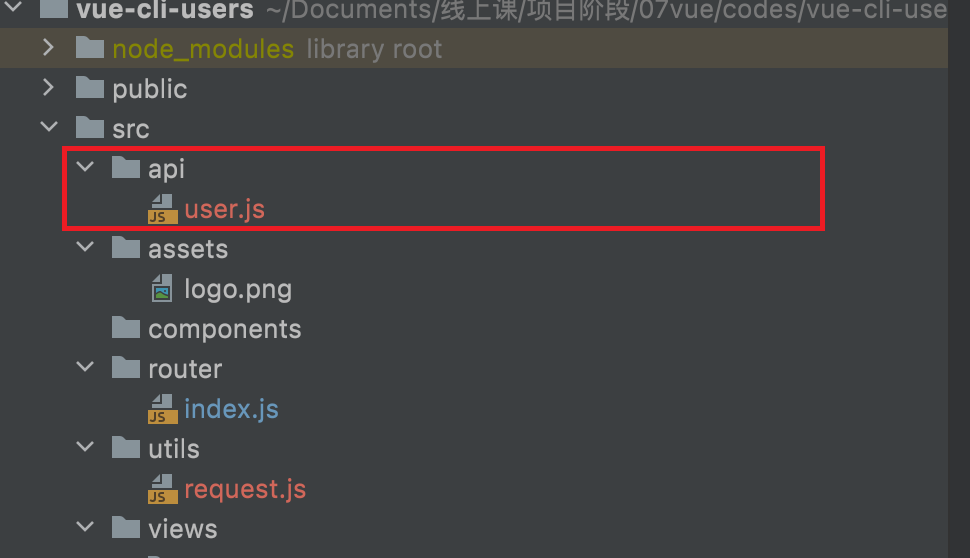 vue-cli-users ~/Documents/线上课/项目阶段/07vue/codes/vue-cli-use
node_modules library root
public
src
api
JS user.js
assets
logo.png
components
router
JS index.js
utils
JS request.js
views